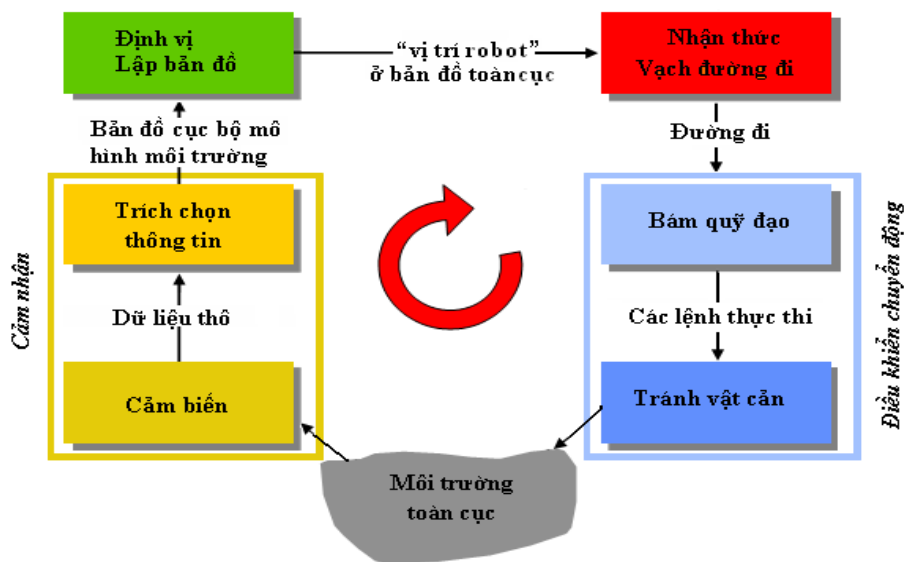 Định vị
Lập bản đồ
“vị trí robot”
ở bản đồ toàn cục
Nhận thức
Vạch đường đi
Bản đồ cục bộ mô
hình môi trường
Đường đi
Trích chọn
thông tin
Bám quỹ đạo
Cảm nhận
Dữ liệu thô
Các lệnh thực thi
Điều khiển chuyển động
Cảm biến
Tránh vật cản
Môi trường
toàn cục